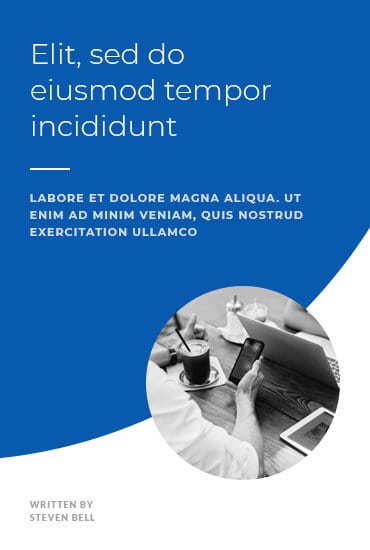 Elit, sed do
eiusmod tempor
incididunt
LABORE ET DOLORE MAGNA ALIQUA. UT
ENIM AD MINIM VENIAM, QUIS NOSTRUD
EXERCITATION ULLAMCO
WRITTEN BY
STEVEN BELL